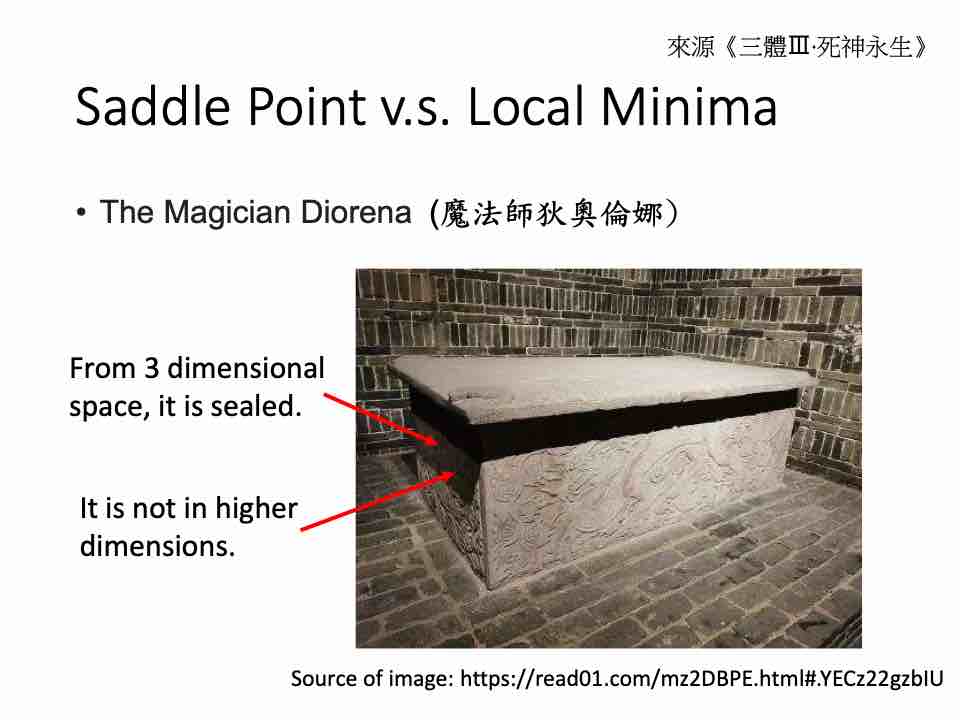 來源《三體Ⅲ·死神永生》
Saddle Point v.s. Local Minima
• The Magician Diorena (魔法師狄奧倫娜)
From 3 dimensional
space, it is sealed.
It is not in higher
dimensions.
Source of image: https://read01.com/mz2DBPE.html#.YECz22gzbIU